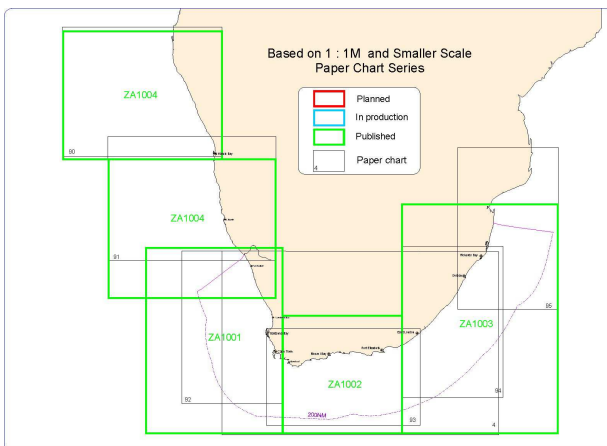 Based on 1 : 1M and Smaller Scale
Paper Chart Series
Planned
In production
Published
4
Paper chart
ZA1004
90
ZA1004
91
ZA1001
ZA1003
95
ZA1002
94
92
200NM
93
4